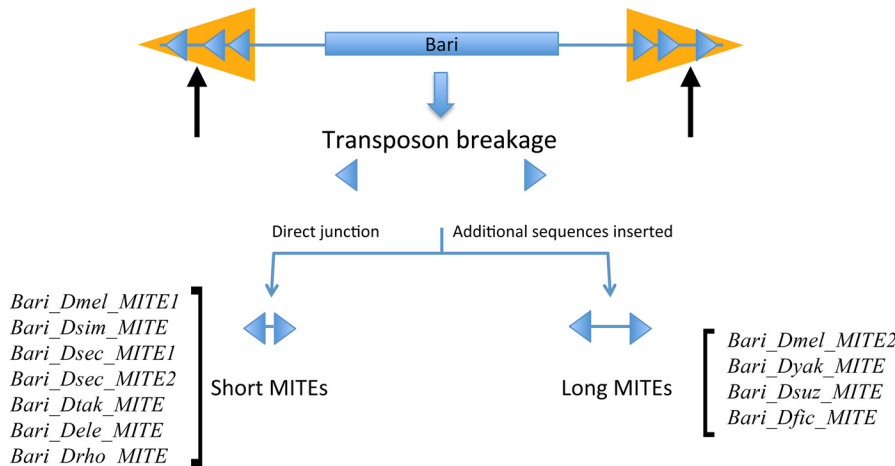 Bari
Transposon breakage
Direct junction
Additional sequences inserted
Bari_Dmel_MITE1
Bari_Dsim_MITE
Bari_Dsec_MITE1
Bari_Dsec_MITE2
Bari_Dtak_MITE
Bari_Dele_MITE
Bari_Drho_MITE
Short MITEs
Long MITEs
Bari_Dmel_MITE2
Bari_Dyak_MITE
Bari_Dsuz_MITE
Bari_Dfic_MITE